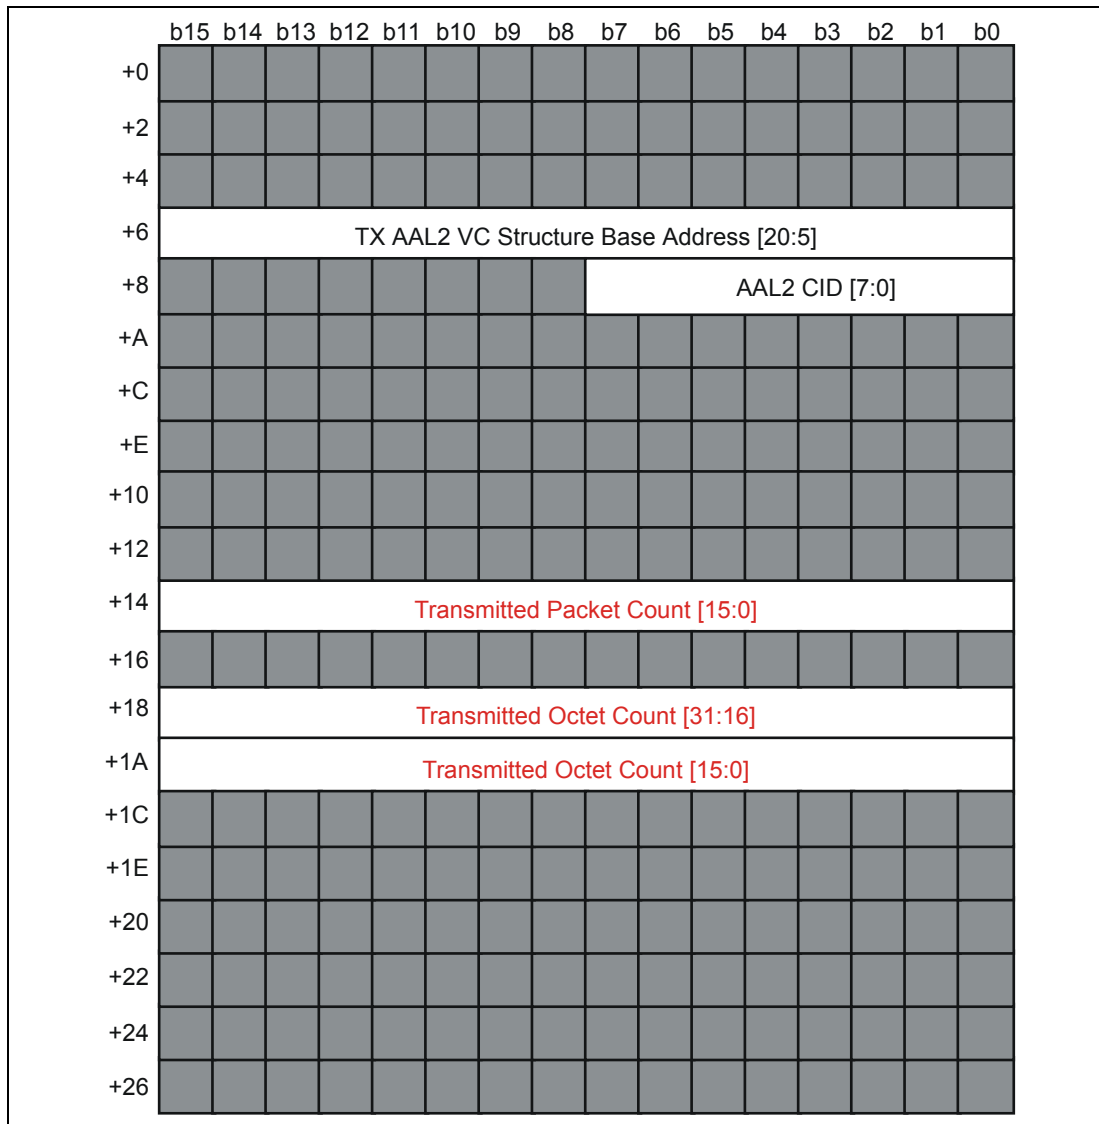 b15 b14 b13 b12 b11 b10 b9 b8 b7 b6 b5 b4 b3 b2 b1 b0
+0
+2
+4
+6 TX AAL2 VC Structure Base Address [20:5]
+8 AAL2 CID [7:0]
+A
+C
+E
+10
+12
+14 Transmitted Packet Count [15:0]
+16
+18 Transmitted Octet Count [31:16]
+1A Transmitted Octet Count [15:0]
+1C
+1E
+20
+22
+24
+26